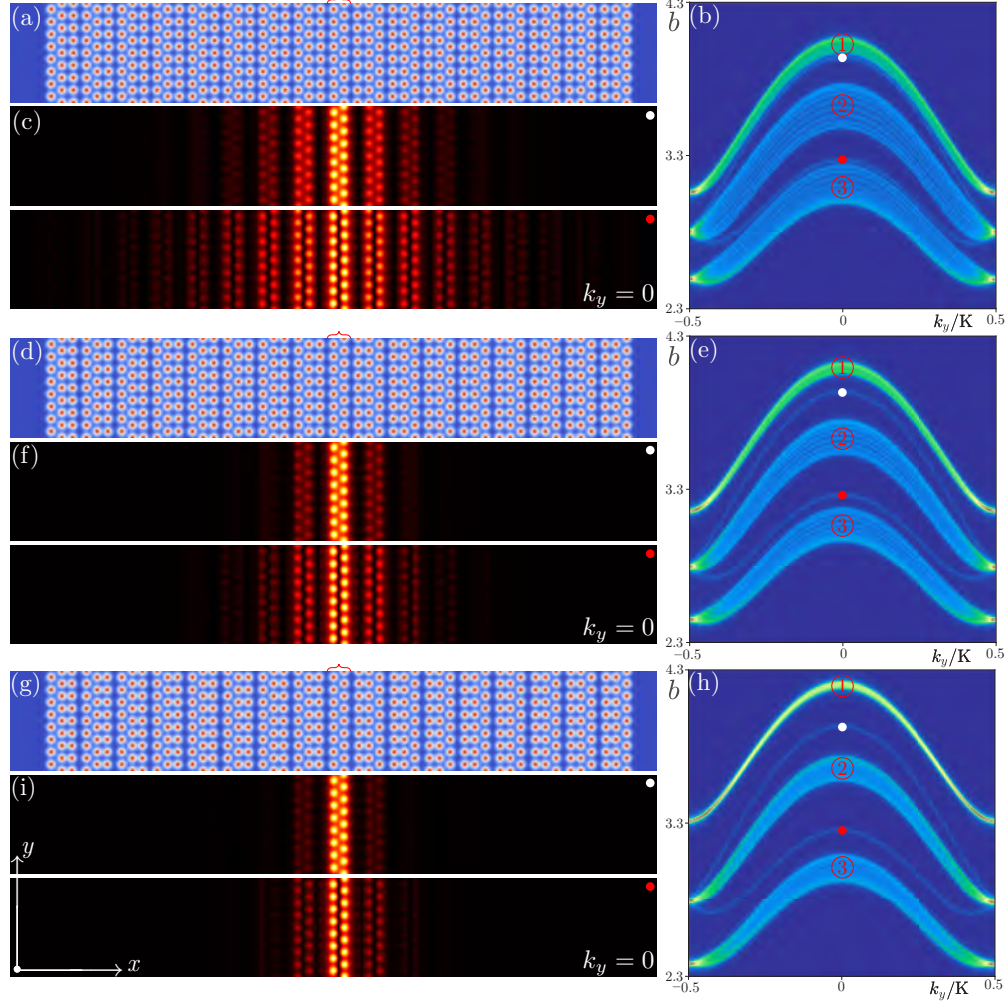 (a)
(b)
4.3
b
①
②
③
3.3
2.3
-0.5
0
k_y/K
0.5
(c)
k_y = 0
(d)
(e)
4.3
b
①
②
③
3.3
2.3
-0.5
0
k_y/K
0.5
(f)
k_y = 0
(g)
(h)
4.3
b
①
②
③
3.3
2.3
-0.5
0
k_y/K
0.5
(i)
y
x
k_y = 0